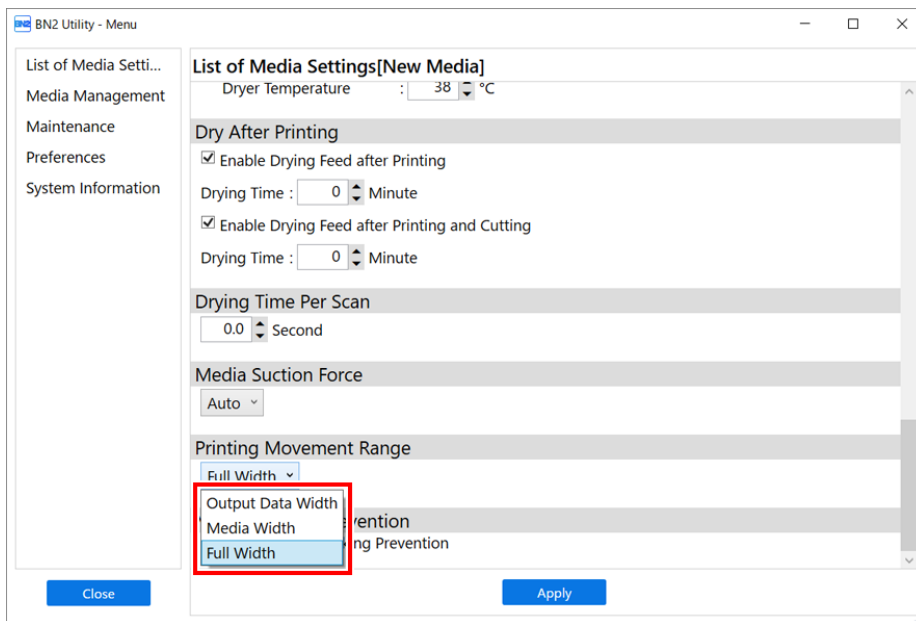 BN2 BN2 Utility - Menu
List of Media Setti...
Media Management
Maintenance
Preferences
System Information
List of Media Settings[New Media]
Dryer Temperature : 38 °C
Dry After Printing
Enable Drying Feed after Printing
Drying Time : 0 Minute
Enable Drying Feed after Printing and Cutting
Drying Time : 0 Minute
Drying Time Per Scan
0.0 Second
Media Suction Force
Auto
Printing Movement Range
Full Width
Output Data Width
Media Width
Full Width
vention
ing Prevention
Close
Apply